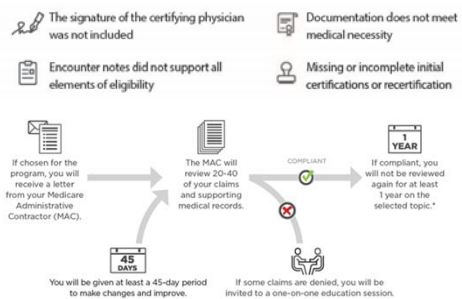 The signature of the certifying physician
was not included
Documentation does not meet
medical necessity
Encounter notes did not support all
elements of eligibility
Missing or incomplete initial
certifications or recertification
If chosen for the
program, you will
receive a letter
from your Medicare
Administrative
Contractor (MAC).
The MAC will
review 20-40
of your claims
and supporting
medical records.
COMPLIANT
1
YEAR
If compliant, you
will not be reviewed
again for at least
1 year on the
selected topic.*
45
DAYS
You will be given at least a 45-day period
to make changes and improve.
If some claims are denied, you will be
invited to a one-on-one education session.